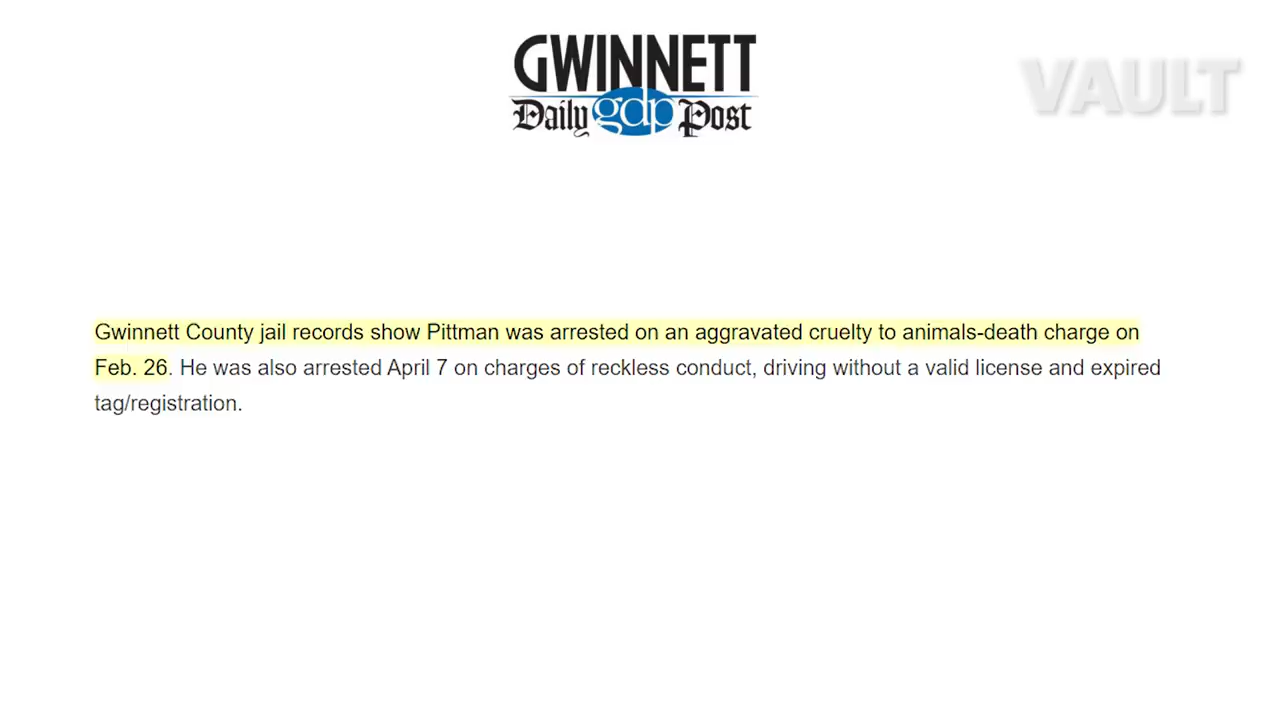 GWINNETT
Daily gdp Post
VAULT
Gwinnett County jail records show Pittman was arrested on an aggravated cruelty to animals-death charge on
Feb. 26. He was also arrested April 7 on charges of reckless conduct, driving without a valid license and expired
tag/registration.